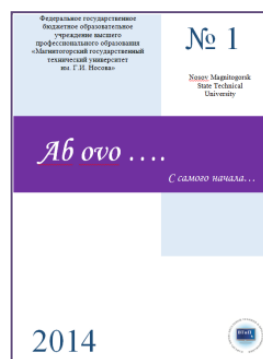 Федеральное государственное
бюджетное образовательное
учреждение высшего
профессионального образования
«Магнитогорский государственный
технический университет
им. Г.И. Носова»
№ 1
Nosov Magnitogorsk
State Technical
University
Ab ovo ….
С самого начала…
2014